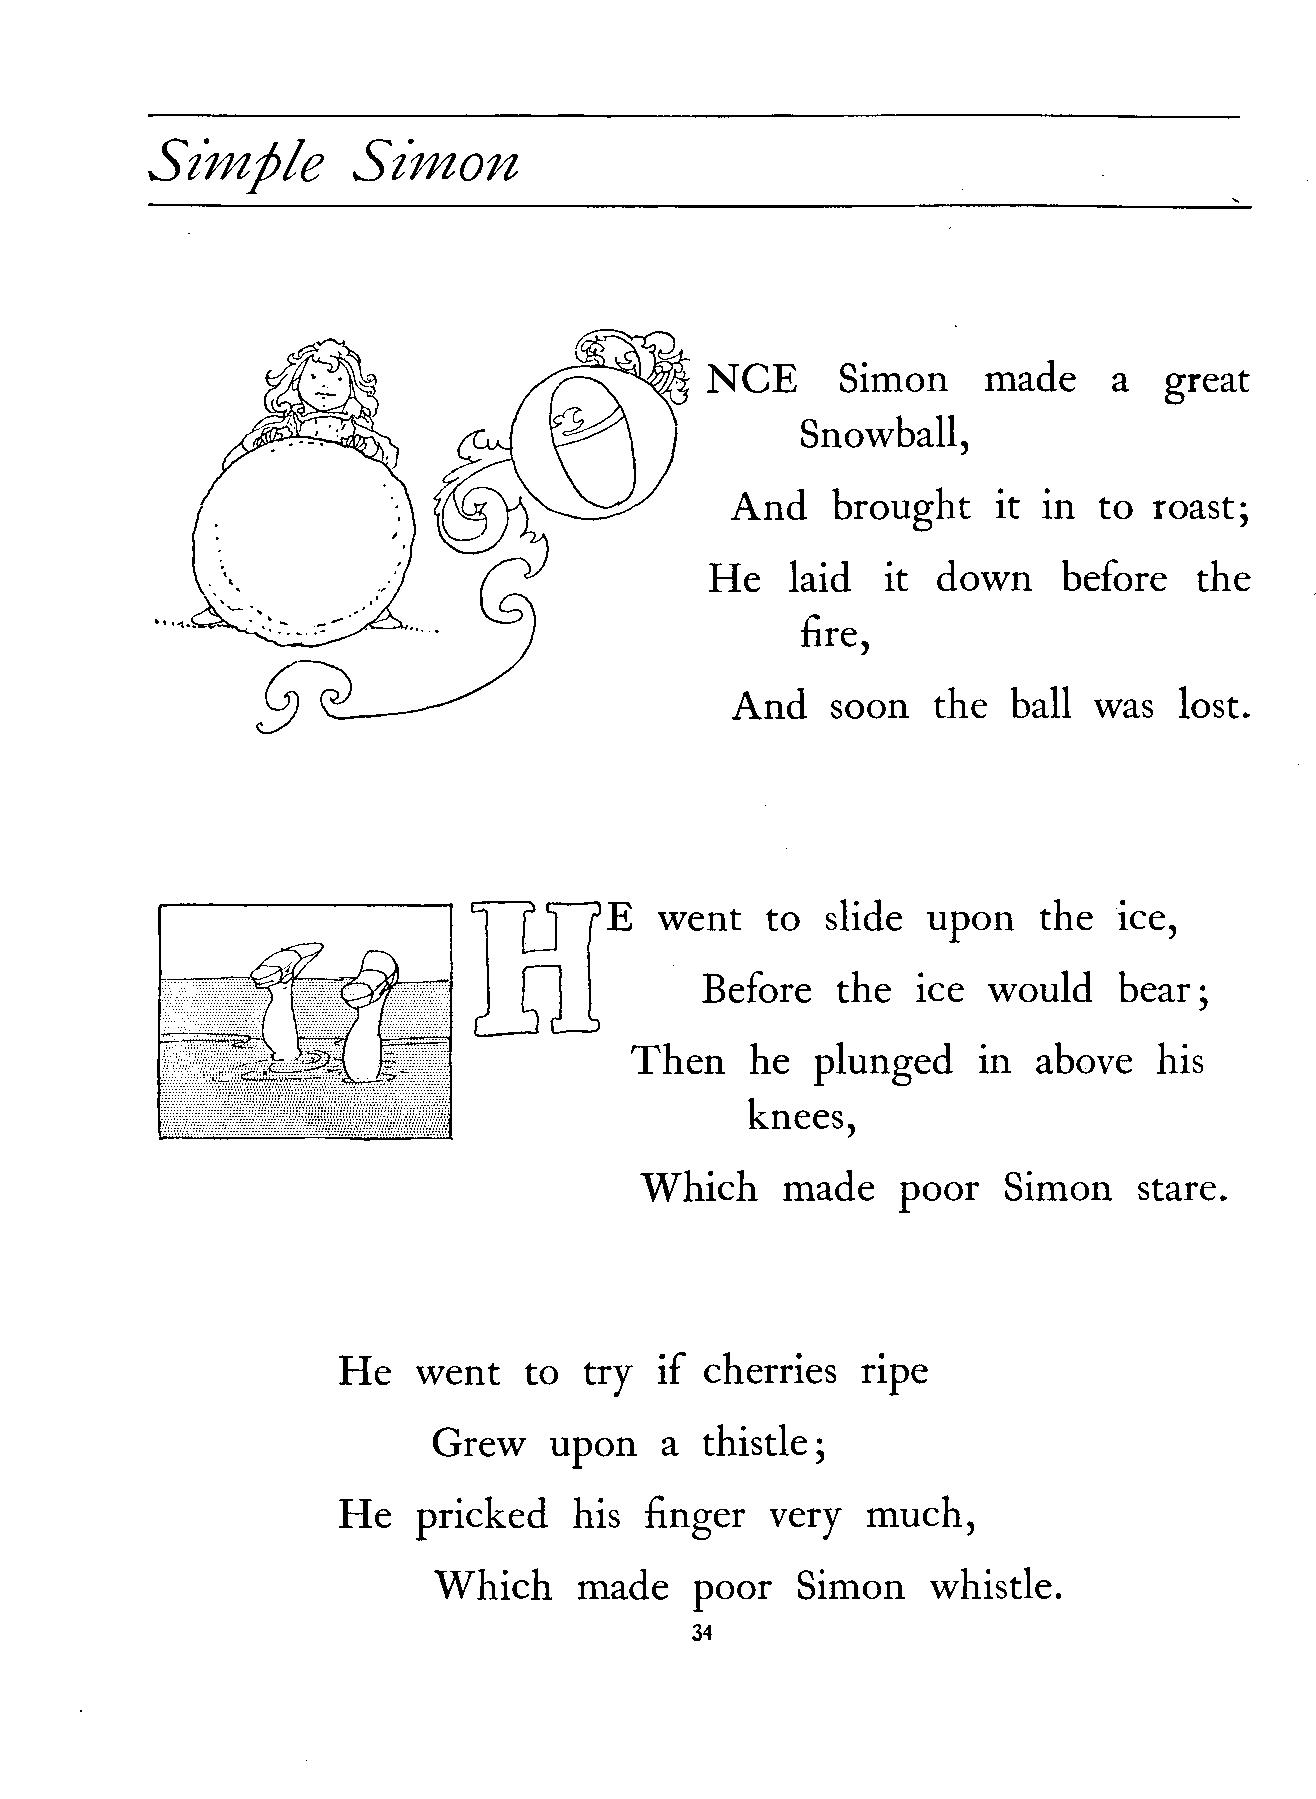 Simple Simon
ONCE Simon made a great
Snowball,
And brought it in to roast;
He laid it down before the
fire,
And soon the ball was lost.
HE went to slide upon the ice,
Before the ice would bear;
Then he plunged in above his
knees,
Which made poor Simon stare.
He went to try if cherries ripe
Grew upon a thistle;
He pricked his finger very much,
Which made poor Simon whistle.
34